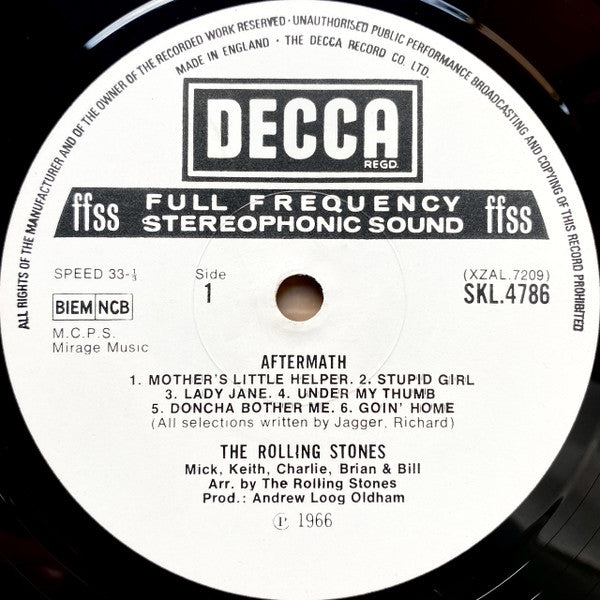 ALL RIGHTS OF THE MANUFACTURER AND OF THE OWNER OF THE RECORDED WORK RESERVED · UNAUTHORISED PUBLIC PERFORMANCE BROADCASTING AND COPYING OF THIS RECORD PROHIBITED
MADE IN ENGLAND · THE DECCA RECORD CO. LTD.
DECCA
REGD.
ffss FULL FREQUENCY STEREOPHONIC SOUND ffss
SPEED 33-⅓ Side 1 (XZAL.7209)
BIEM NCB SKL.4786
M.C.P.S.
Mirage Music
AFTERMATH
1. MOTHER'S LITTLE HELPER. 2. STUPID GIRL
3. LADY JANE. 4. UNDER MY THUMB
5. DONCHA BOTHER ME. 6. GOIN' HOME
(All selections written by Jagger, Richard)
THE ROLLING STONES
Mick, Keith, Charlie, Brian & Bill
Arr. by The Rolling Stones
Prod.: Andrew Loog Oldham
℗ 1966